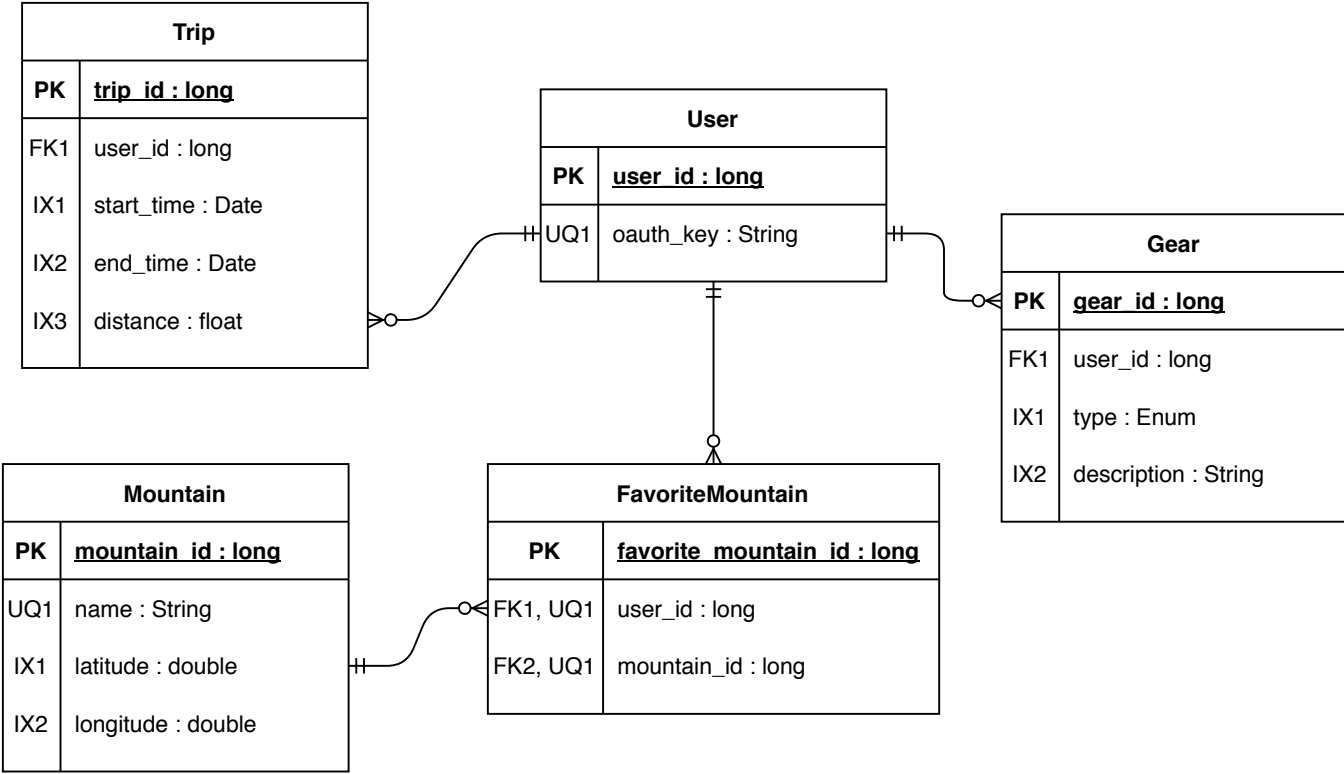 Trip
PK trip_id : long
FK1 user_id : long
IX1 start_time : Date
IX2 end_time : Date
IX3 distance : float
User
PK user_id : long
UQ1 oauth_key : String
Gear
PK gear_id : long
FK1 user_id : long
IX1 type : Enum
IX2 description : String
Mountain
PK mountain_id : long
UQ1 name : String
IX1 latitude : double
IX2 longitude : double
FavoriteMountain
PK favorite_mountain_id : long
FK1, UQ1 user_id : long
FK2, UQ1 mountain_id : long